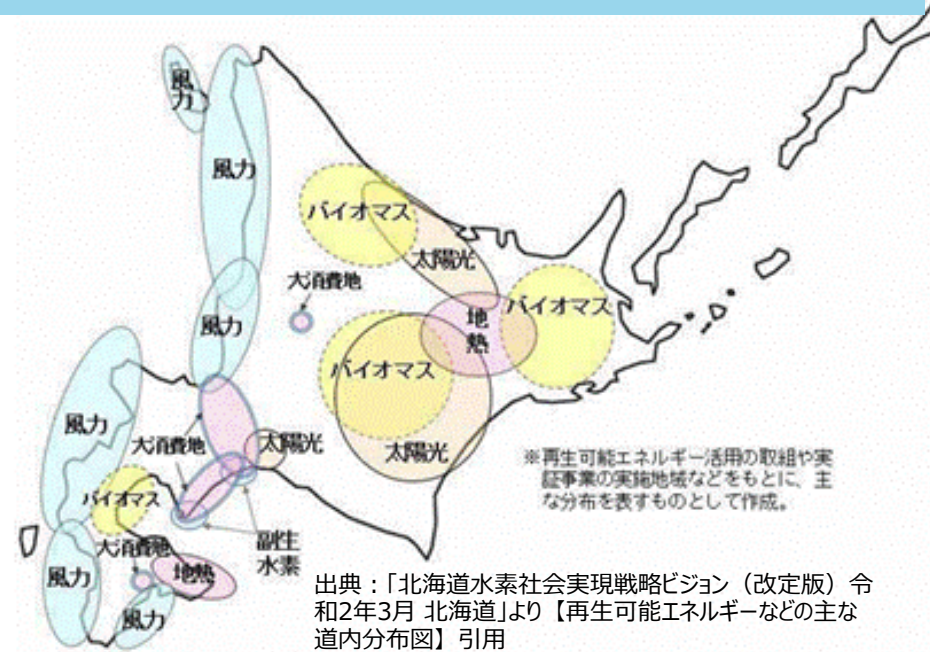 風
力
風力
バイオマス
太陽光
大消費地
風力
地
熱
バイオマス
バイオマス
風力
大消費地
太陽光
太陽光
バイオマス
大消費地
副生
水素
風力
地熱
風力
※再生可能エネルギー活用の取組や実
証事業の実施地域などをもとに、主
な分布を表すものとして作成。
出典:「北海道水素社会実現戦略ビジョン(改定版)令
和2年3月 北海道」より【再生可能エネルギーなどの主な
道内分布図】引用